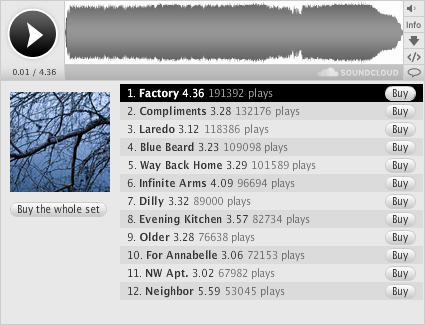 Info
0.01 / 4.36
SOUNDCLOUD
1. Factory 4.36 191392 plays Buy
2. Compliments 3.28 132176 plays Buy
3. Laredo 3.12 118386 plays Buy
4. Blue Beard 3.23 109098 plays Buy
5. Way Back Home 3.29 101589 plays Buy
6. Infinite Arms 4.09 96694 plays Buy
7. Dilly 3.32 89000 plays Buy
8. Evening Kitchen 3.57 82734 plays Buy
9. Older 3.28 76638 plays Buy
10. For Annabelle 3.06 72153 plays Buy
11. NW Apt. 3.02 67982 plays Buy
12. Neighbor 5.59 53045 plays Buy
Buy the whole set